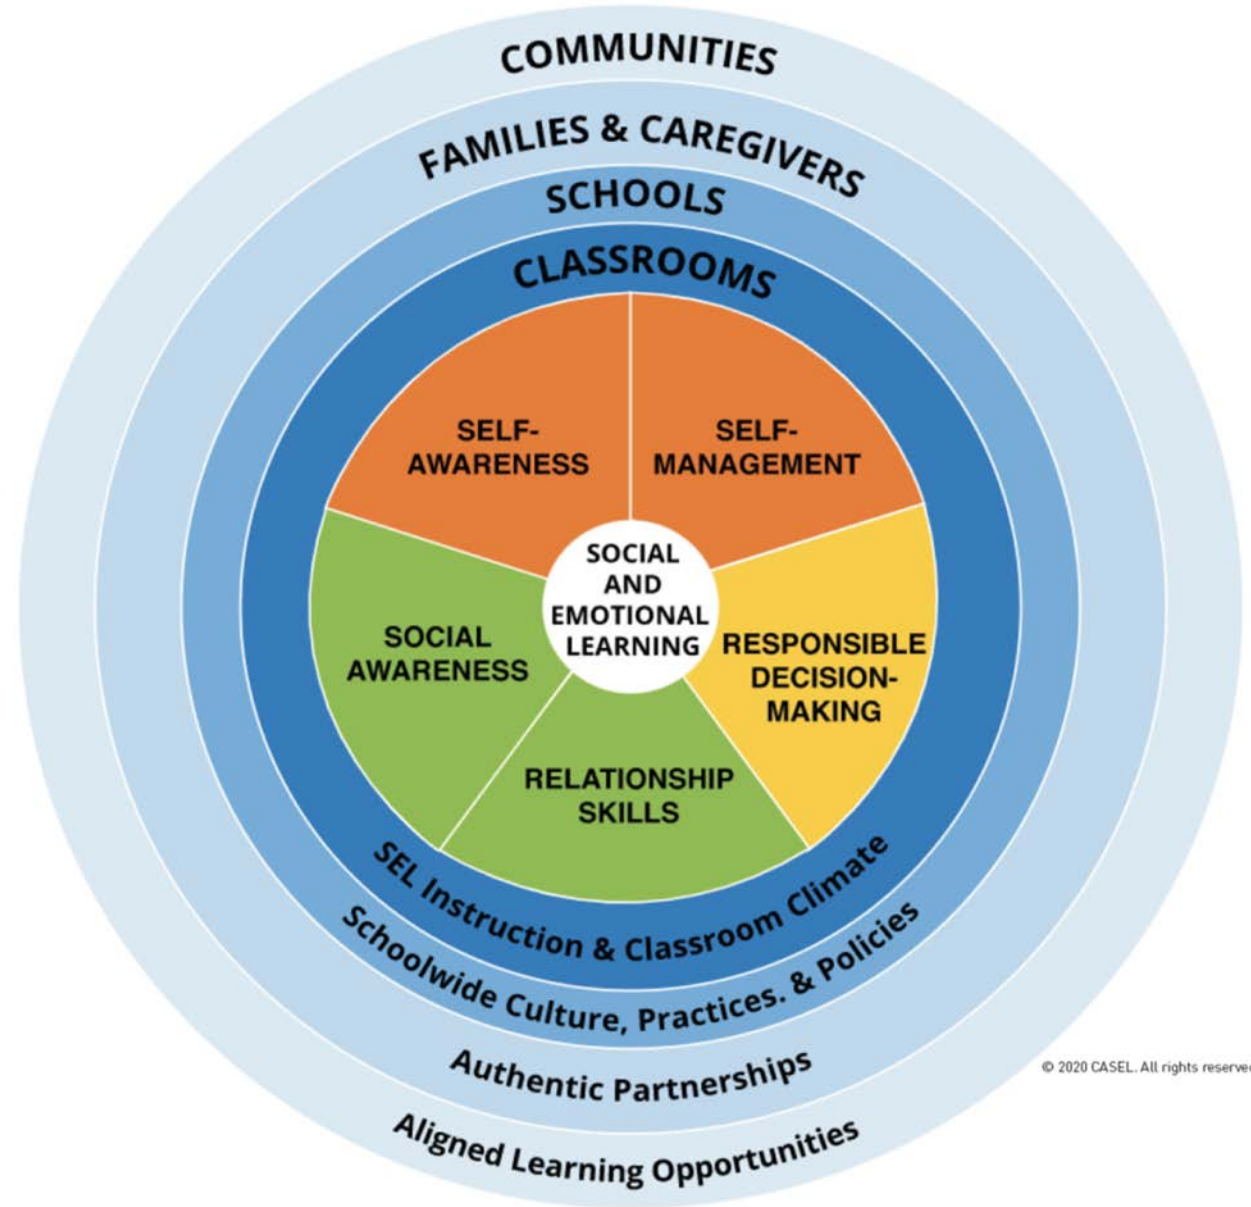 COMMUNITIES
FAMILIES & CAREGIVERS
SCHOOLS
CLASSROOMS
SELF-
AWARENESS
SELF-
MANAGEMENT
SOCIAL
AND
EMOTIONAL
LEARNING
SOCIAL
AWARENESS
RESPONSIBLE
DECISION-
MAKING
RELATIONSHIP
SKILLS
SEL Instruction & Classroom Climate
Schoolwide Culture, Practices. & Policies
Authentic Partnerships
Aligned Learning Opportunities
© 2020 CASEL. All rights reserve